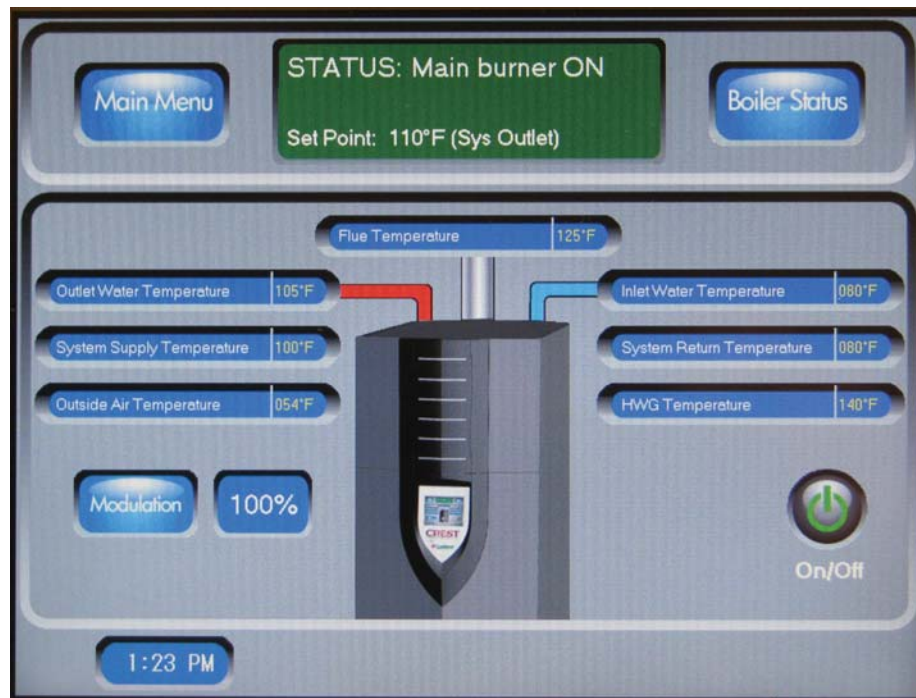 Main Menu
STATUS: Main burner ON
Set Point: 110°F (Sys Outlet)
Boiler Status
Flue Temperature 125°F
Outlet Water Temperature 105°F
Inlet Water Temperature 080°F
System Supply Temperature 100°F
System Return Temperature 080°F
Outside Air Temperature 054°F
HWG Temperature 140°F
Modulation 100%
CREST
On/Off
1:23 PM